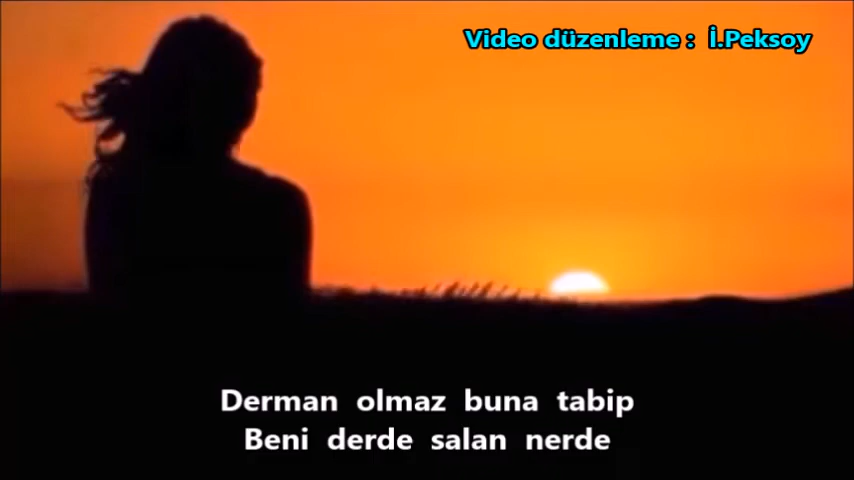 Video düzenleme : İ.Peksoy
Derman olmaz buna tabip
Beni derde salan nerde